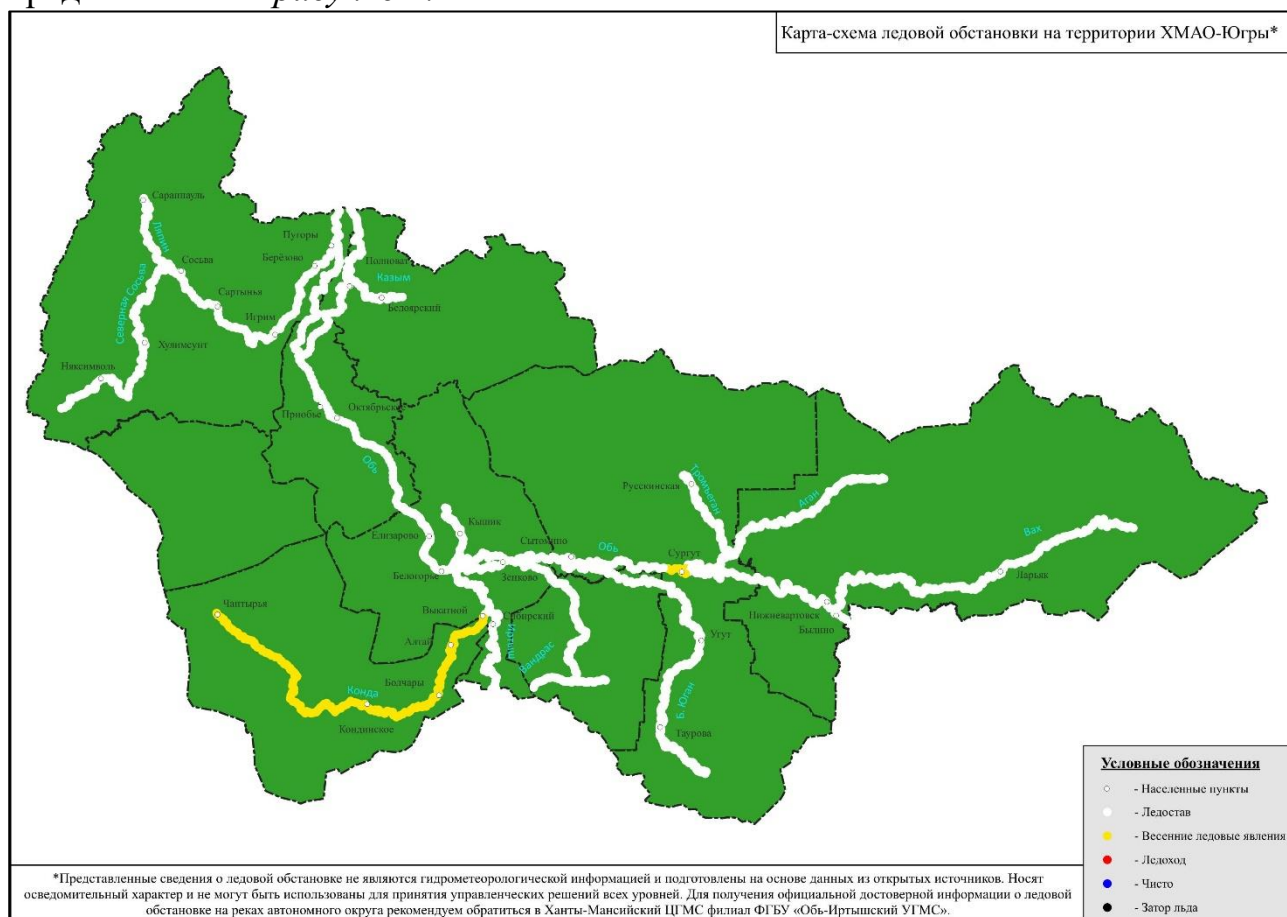 Карта-схема ледовой обстановки на территории ХМАО-Югры*
Саранпауль
Ляпин
Сосьва
Северная Сосьва
Сартынья
Хулимсунт
Няксимволь
Игрим
Пугоры
Берёзово
Полноват
Казым
Белоярский
Приобье
Октябрьское
Обь
Елизарово
Кышик
Белогорье
Сытомино
Зенково
Обь
Сургут
Русскинская
Тромъеган
Аган
Вах
Ларьяк
Нижневартовск
Былино
Чантырья
Выкатной
Сибирский
Алтай
Иртыш
Вандрас
Угут
Б. Юган
Таурова
Болчары
Конда
Кондинское
Условные обозначения
- Населенные пункты
- Ледостав
- Весенние ледовые явления
- Ледоход
- Чисто
- Затор льда
*Представленные сведения о ледовой обстановке не являются гидрометеорологической информацией и подготовлены на основе данных из открытых источников. Носят
осведомительный характер и не могут быть использованы для принятия управленческих решений всех уровней. Для получения официальной достоверной информации о ледовой
обстановке на реках автономного округа рекомендуем обратиться в Ханты-Мансийский ЦГМС филиал ФГБУ «Обь-Иртышский УГМС».